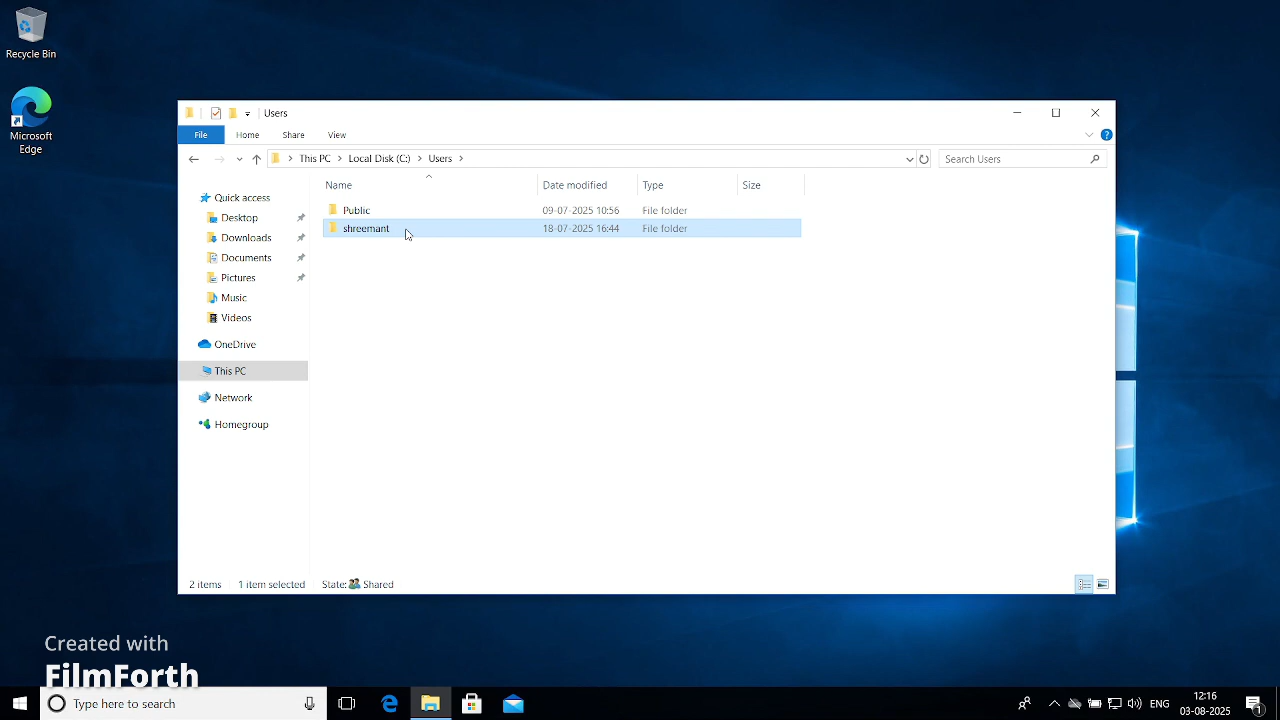 Recycle Bin
Microsoft
Edge
Users
File
Home
Share
View
This PC
Local Disk (C:)
Users
Search Users
Name
Date modified
Type
Size
Public
09-07-2025 10:56
File folder
shreemant
18-07-2025 16:44
File folder
Quick access
Desktop
Downloads
Documents
Pictures
Music
Videos
OneDrive
This PC
Network
Homegroup
2 items
1 item selected
State:
Shared
Created with
FilmForth
Type here to search
ENG
12:16
03-08-2025
1